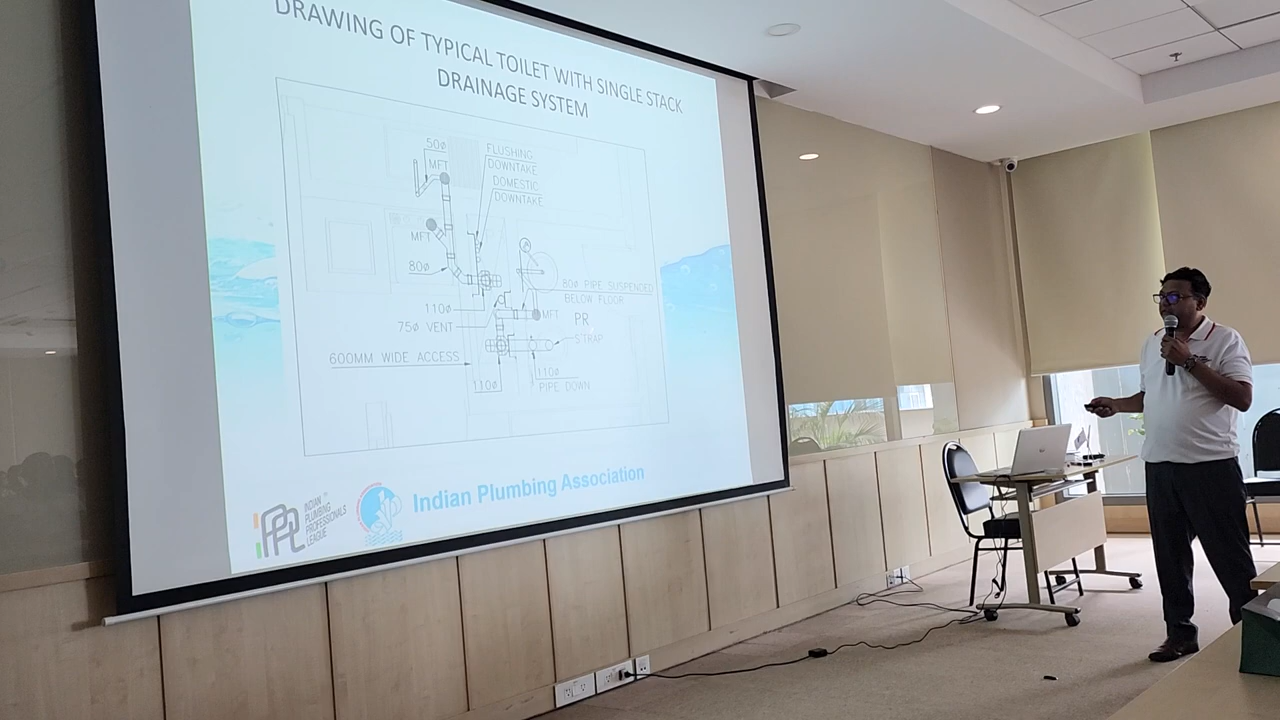 DRAWING OF TYPICAL TOILET WITH SINGLE STACK
DRAINAGE SYSTEM
50ø
MFT
FLUSHING
DOWNTAKE
DOMESTIC
DOWNTAKE
MFT
80ø
80ø PIPE SUSPENDED
BELOW FLOOR
110ø
75ø VENT
MFT
PR
S'TRAP
600MM WIDE ACCESS
110ø
110ø
PIPE DOWN
INDIAN
PLUMBING
PROFESSIONALS
LEAGUE
Indian Plumbing Association